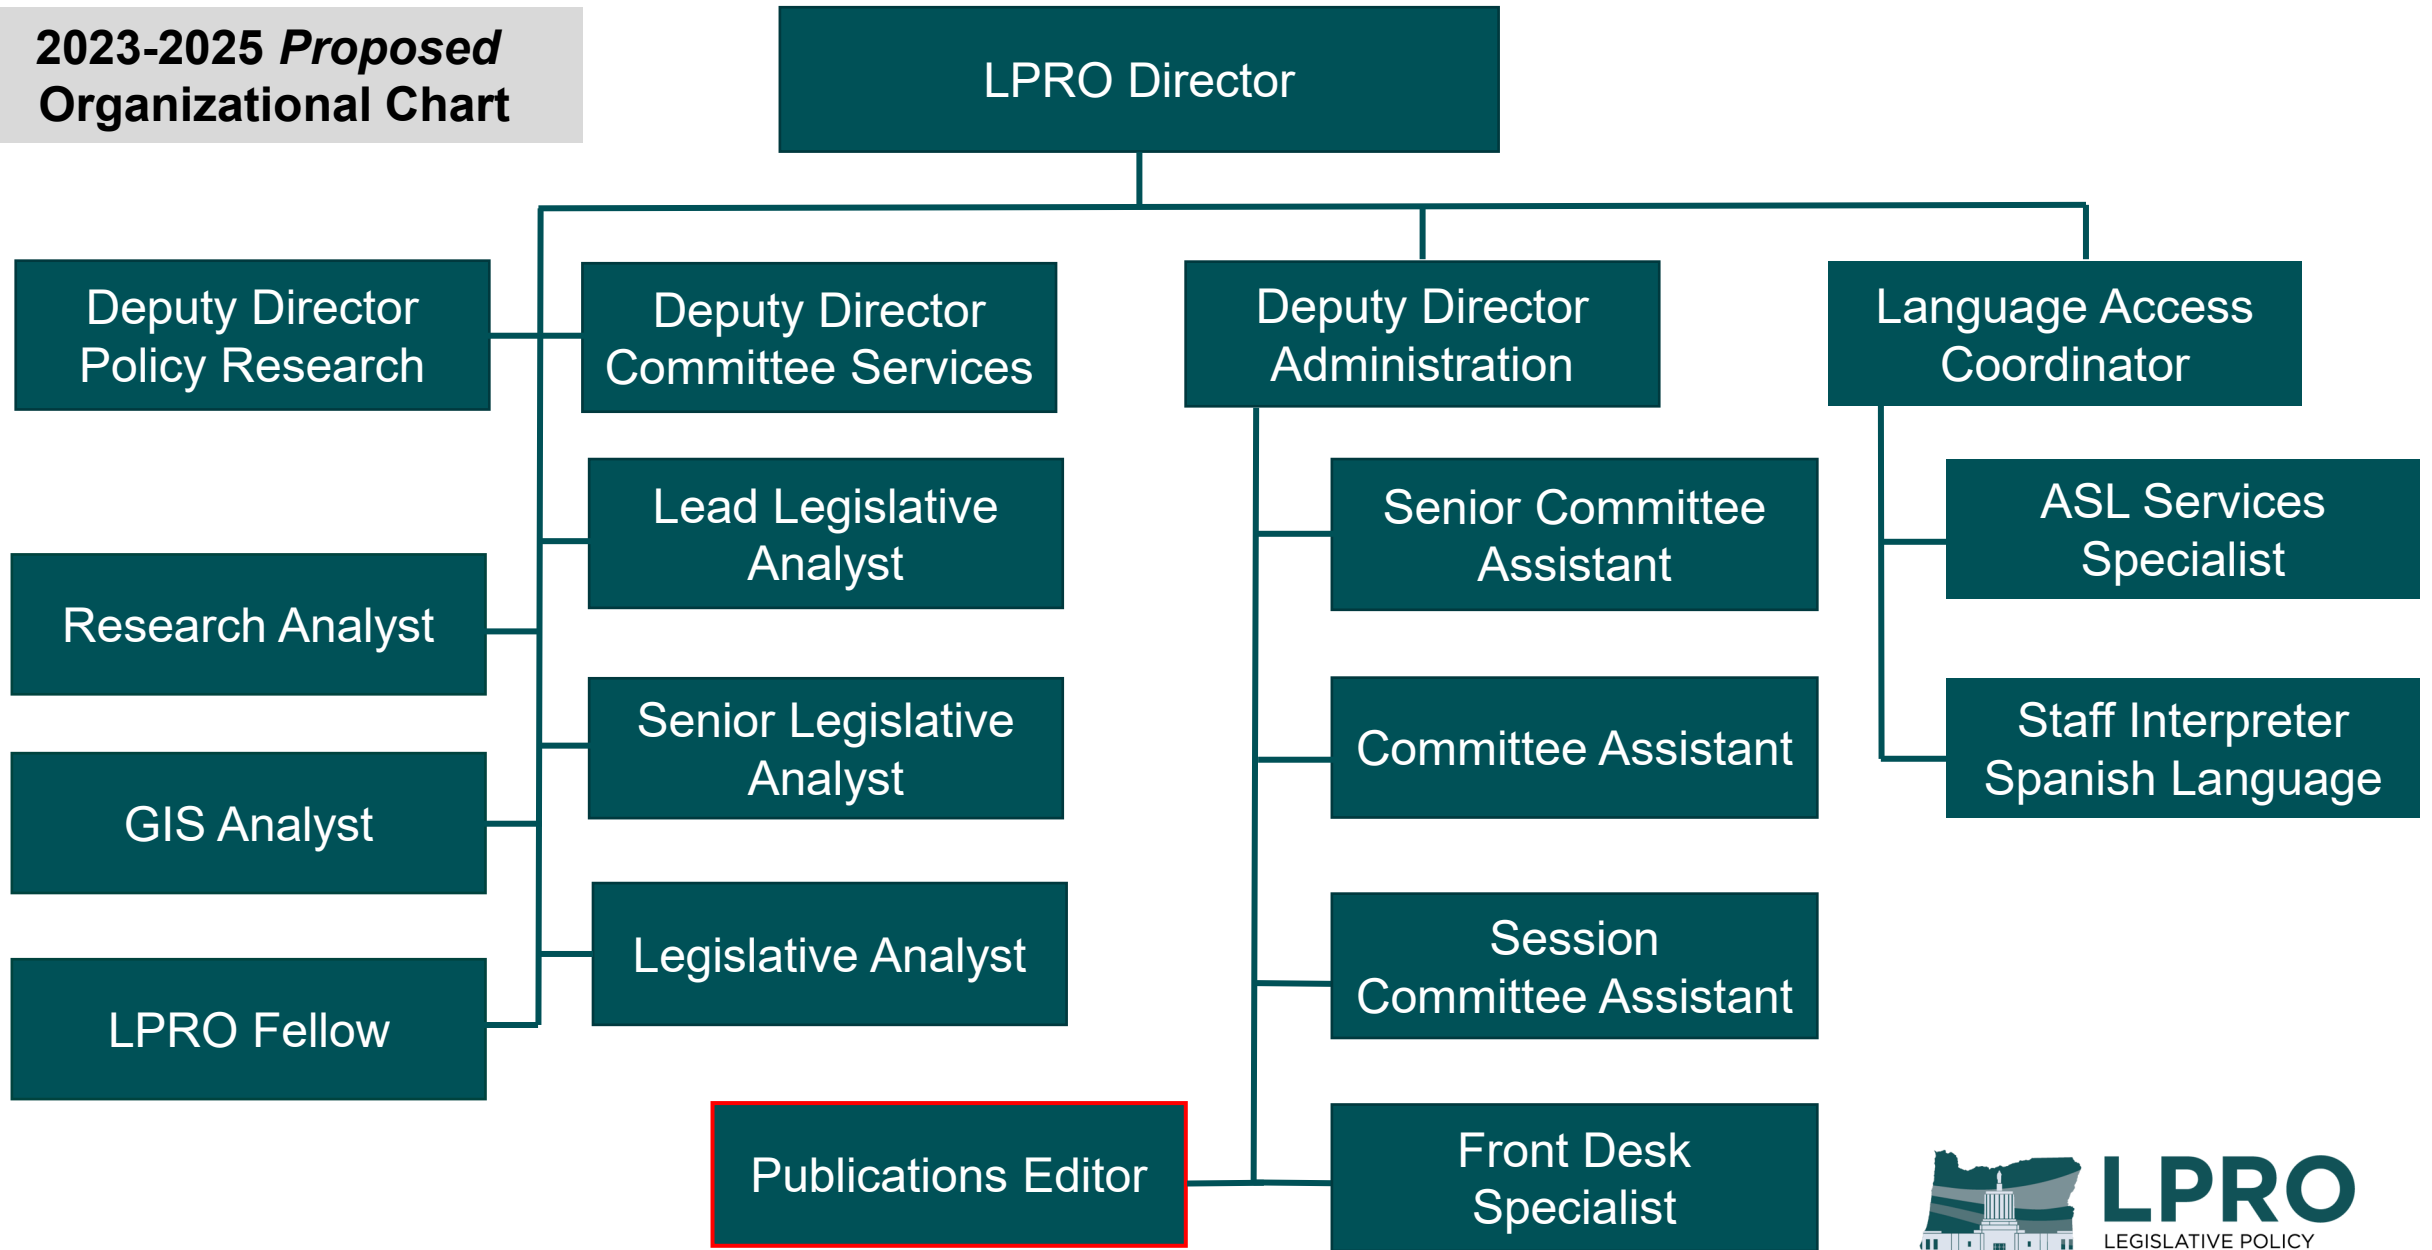 2023-2025 Proposed
Organizational Chart
LPRO Director
Deputy Director
Policy Research
Deputy Director
Committee Services
Deputy Director
Administration
Language Access
Coordinator
Lead Legislative
Analyst
Senior Committee
Assistant
ASL Services
Specialist
Research Analyst
Senior Legislative
Analyst
Committee Assistant
Staff Interpreter
Spanish Language
GIS Analyst
Legislative Analyst
Session
Committee Assistant
LPRO Fellow
Publications Editor
Front Desk
Specialist
LPRO
LEGISLATIVE POLICY